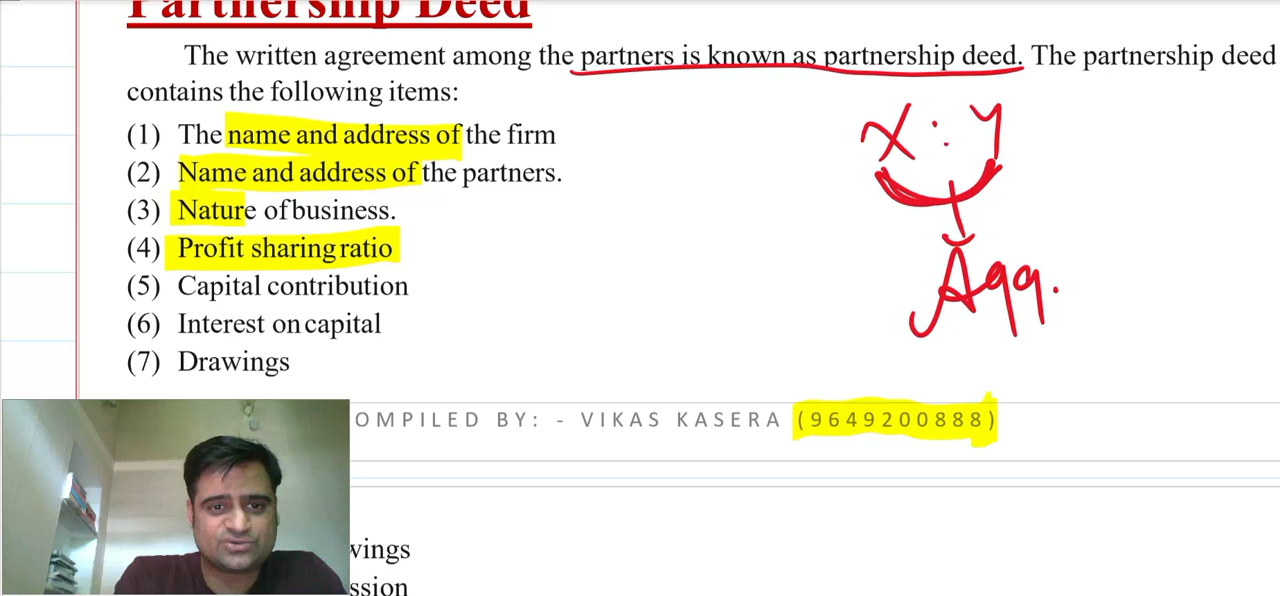 Partnership Deed
The written agreement among the partners is known as partnership deed. The partnership deed
contains the following items:
(1) The name and address of the firm
(2) Name and address of the partners.
(3) Nature of business.
(4) Profit sharing ratio
(5) Capital contribution
(6) Interest on capital
(7) Drawings
X : Y
Agg.
OMPILED BY: - VIKAS KASERA (9649200888)
wings
ssion